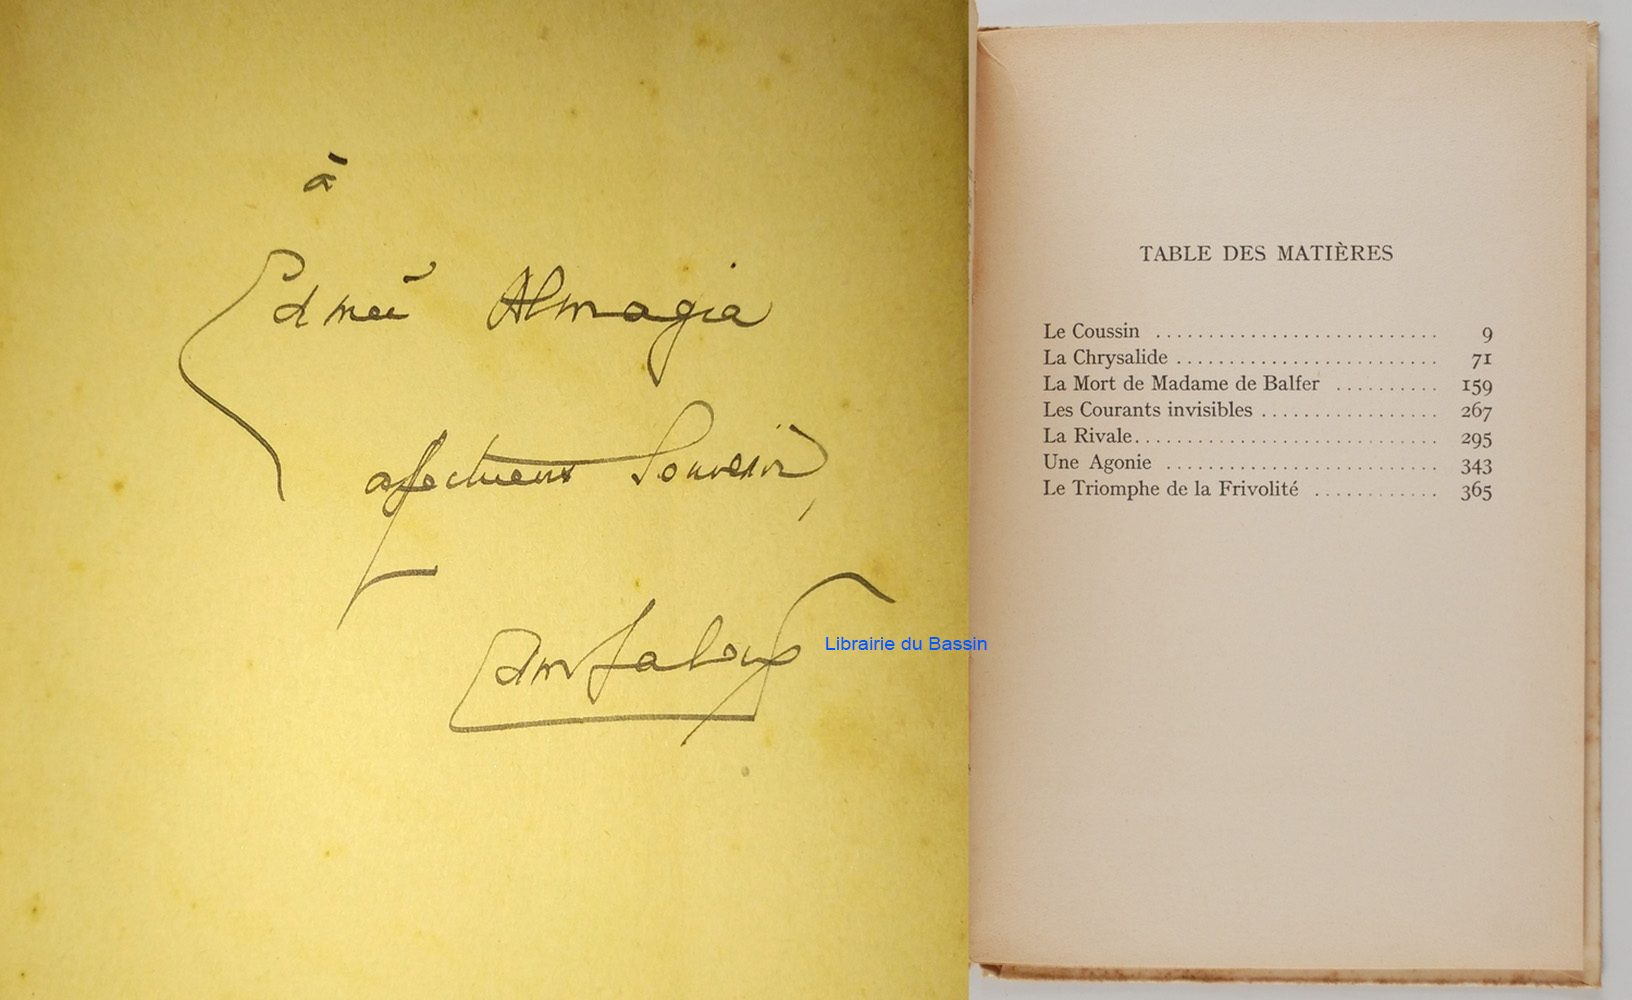 à
Edmée Almagia
affectueux Souvenir,
EdmJaloux
Librairie du Bassin
TABLE DES MATIÈRES
Le Coussin ........................... 9
La Chrysalide ......................... 71
La Mort de Madame de Balfer .......... 159
Les Courants invisibles ................. 267
La Rivale............................. 295
Une Agonie .......................... 343
Le Triomphe de la Frivolité ............ 365